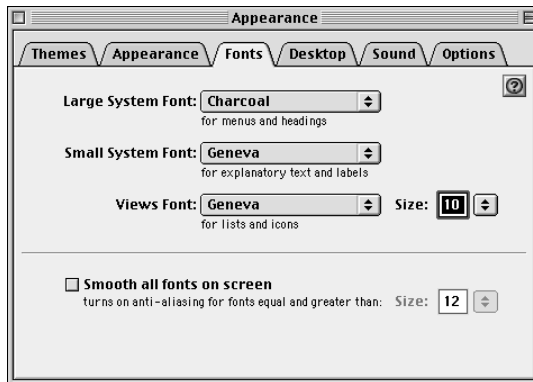 Appearance
Themes Appearance Fonts Desktop Sound Options
Large System Font: Charcoal
for menus and headings
Small System Font: Geneva
for explanatory text and labels
Views Font: Geneva Size: 10
for lists and icons
Smooth all fonts on screen
turns on anti-aliasing for fonts equal and greater than: Size: 12